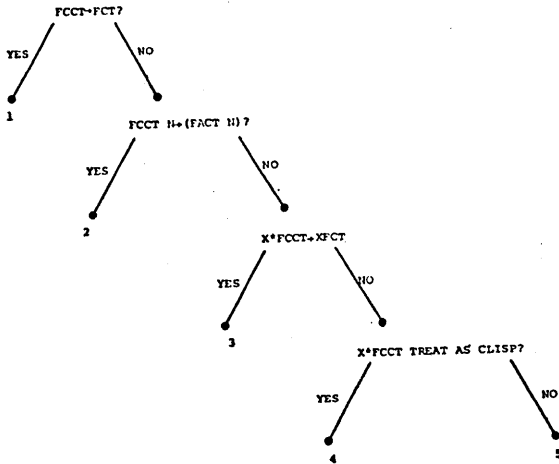 FCCT→FCT?
YES
NO
1
FCCT N→(FACT N)?
YES
NO
2
X*FCCT→XFCT
YES
NO
3
X*FCCT TREAT AS CLISP?
YES
NO
4
5